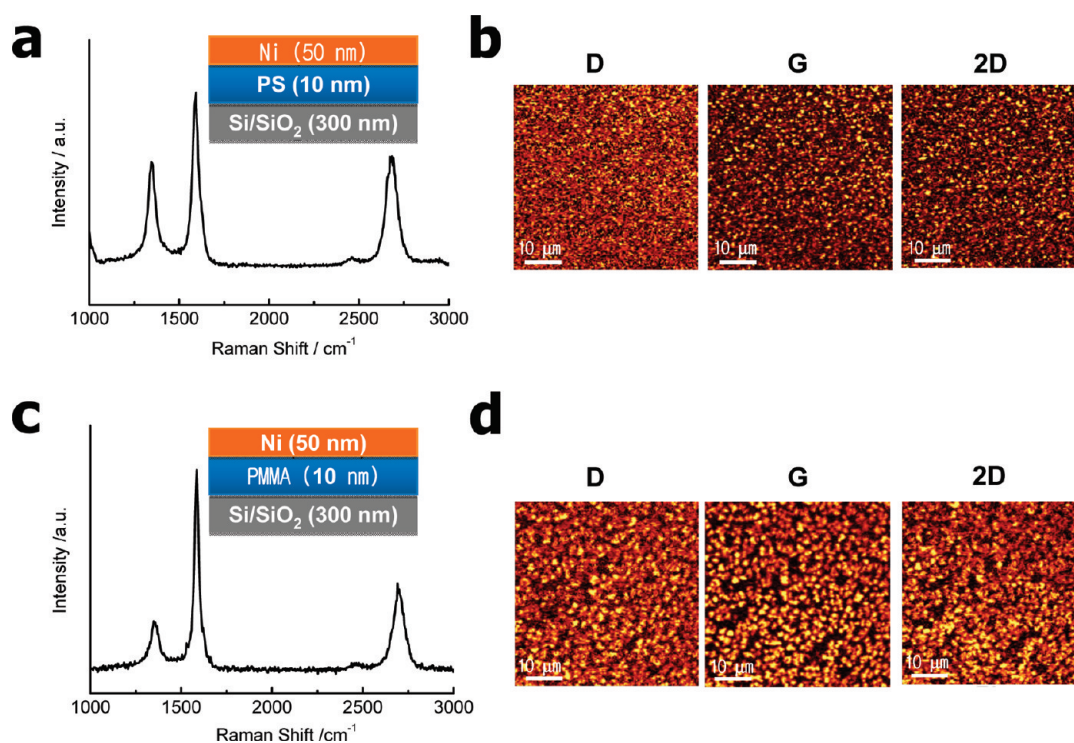 a
Ni (50 nm)
PS (10 nm)
Si/SiO₂ (300 nm)
Intensity / a.u.
1000 1500 2000 2500 3000
Raman Shift / cm⁻¹
b
D G 2D
10 μm 10 μm 10 μm
c
Ni (50 nm)
PMMA (10 nm)
Si/SiO₂ (300 nm)
Intensity /a.u.
1000 1500 2000 2500 3000
Raman Shift /cm⁻¹
d
D G 2D
10 μm 10 μm 10 μm